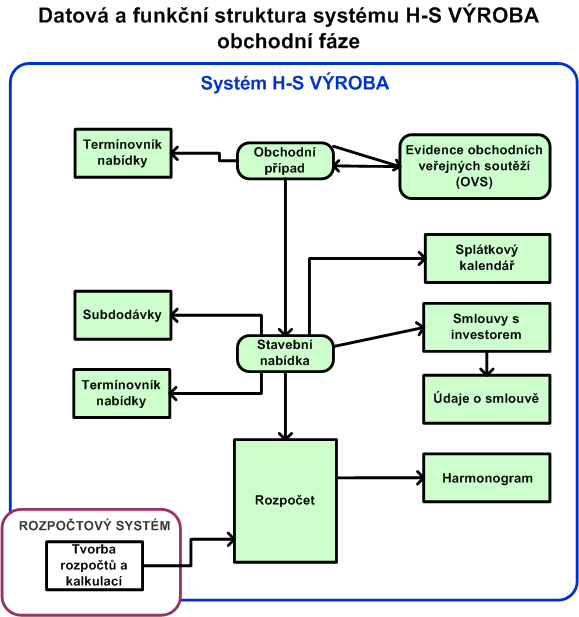 Datová a funkční struktura systému H-S VÝROBA
obchodní fáze
Systém H-S VÝROBA
Termínovník
nabídky
Obchodní
případ
Evidence obchodních
veřejných soutěží
(OVS)
Splátkový
kalendář
Subdodávky
Smlouvy s
investorem
Stavební
nabídka
Termínovník
nabídky
Údaje o smlouvě
Rozpočet
Harmonogram
ROZPOČTOVÝ SYSTÉM
Tvorba
rozpočtů a
kalkulací